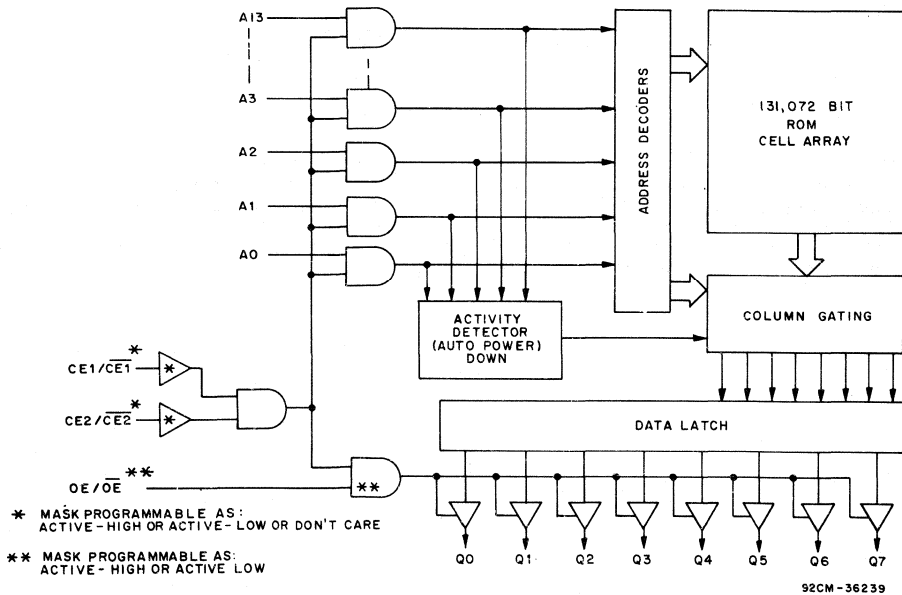 A13
A3
A2
A1
A0
ADDRESS DECODERS
131,072 BIT
ROM
CELL ARRAY
ACTIVITY
DETECTOR
(AUTO POWER)
DOWN
COLUMN GATING
CE1/CE1*
*
CE2/CE2*
*
DATA LATCH
OE/OE**
**
* MASK PROGRAMMABLE AS:
ACTIVE-HIGH OR ACTIVE-LOW OR DON'T CARE
** MASK PROGRAMMABLE AS:
ACTIVE-HIGH OR ACTIVE LOW
Q0 Q1 Q2 Q3 Q4 Q5 Q6 Q7
92CM-36239